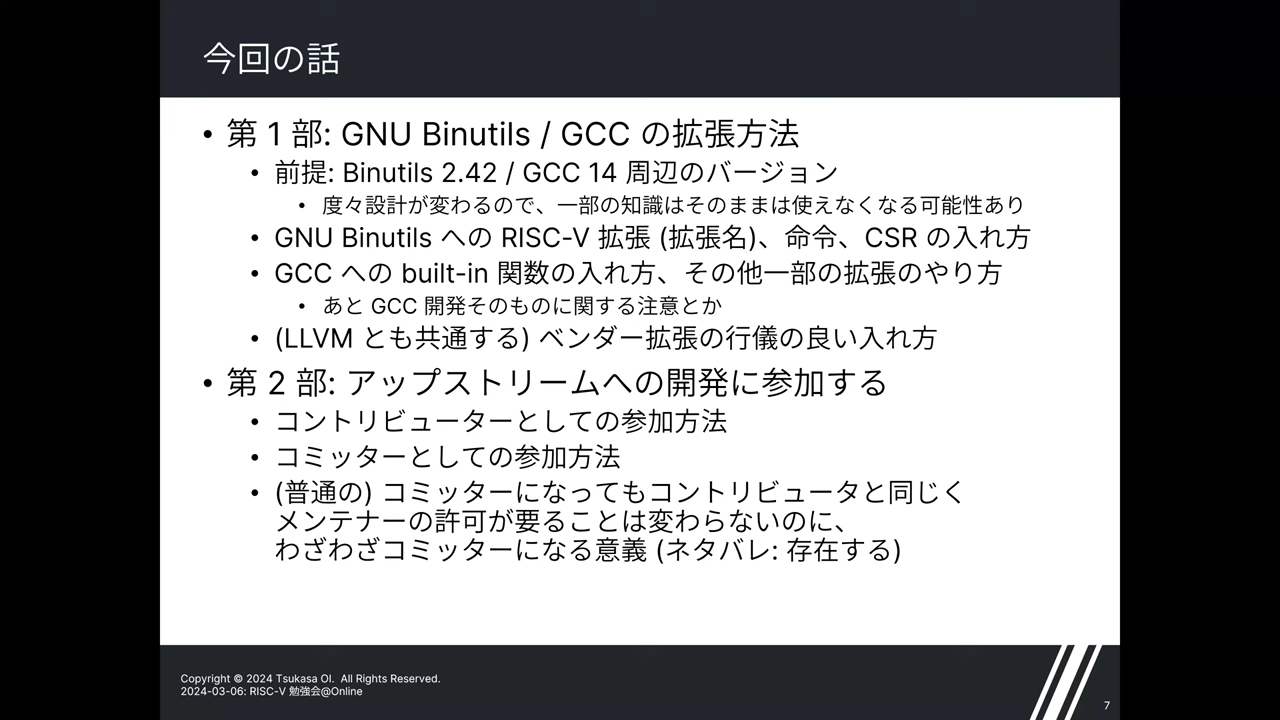 今回の話
• 第 1 部: GNU Binutils / GCC の拡張方法
• 前提: Binutils 2.42 / GCC 14 周辺のバージョン
• 度々設計が変わるので、一部の知識はそのままは使えなくなる可能性あり
• GNU Binutils への RISC-V 拡張 (拡張名)、命令、CSR の入れ方
• GCC への built-in 関数の入れ方、その他一部の拡張のやり方
• あと GCC 開発そのものに関する注意とか
• (LLVM とも共通する) ベンダー拡張の行儀の良い入れ方
• 第 2 部: アップストリームへの開発に参加する
• コントリビューターとしての参加方法
• コミッターとしての参加方法
• (普通の) コミッターになってもコントリビュータと同じく
メンテナーの許可が要ることは変わらないのに、
わざわざコミッターになる意義 (ネタバレ: 存在する)
Copyright © 2024 Tsukasa OI. All Rights Reserved.
2024-03-06: RISC-V 勉強会@Online
7